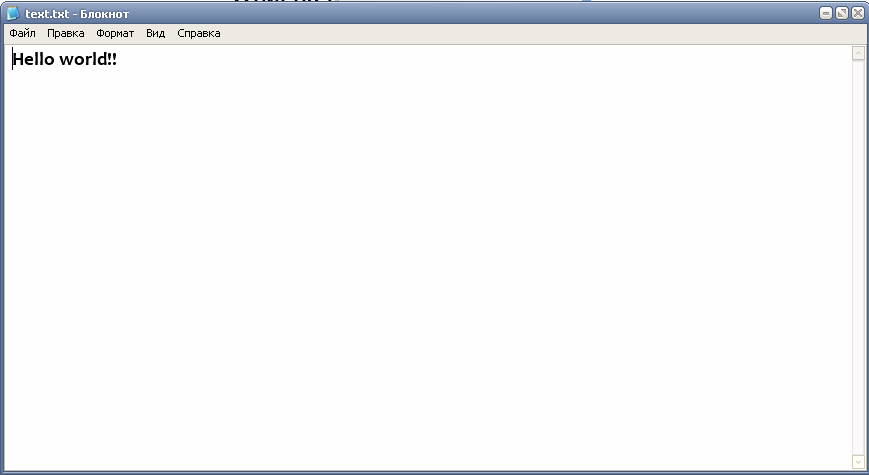 text.txt - Блокнот
Файл Правка Формат Вид Справка
Hello world!!